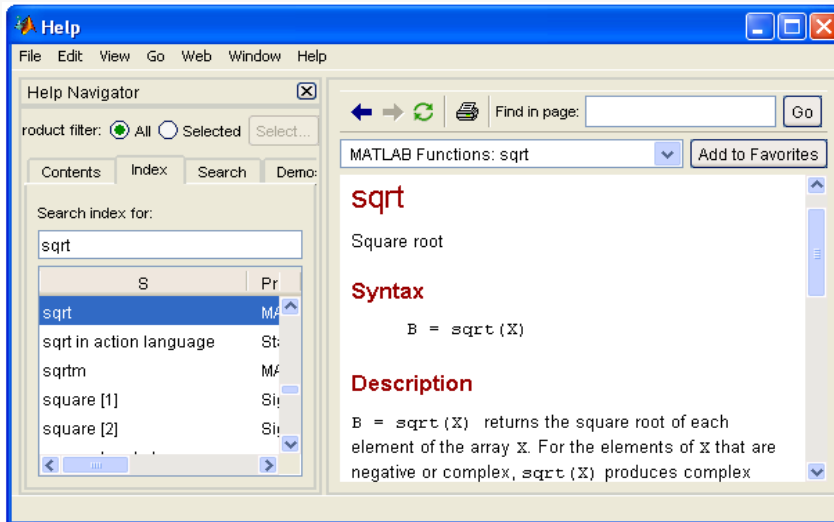 Help
File Edit View Go Web Window Help
Help Navigator
roduct filter: All Selected Select...
Contents Index Search Demo
Search index for:
sqrt
S Pr
sqrt MA
sqrt in action language Sta
sqrtm MA
square [1] Sig
square [2] Sig
Find in page: Go
MATLAB Functions: sqrt Add to Favorites
sqrt
Square root
Syntax
B = sqrt(X)
Description
B = sqrt(X) returns the square root of each
element of the array X. For the elements of X that are
negative or complex, sqrt(X) produces complex